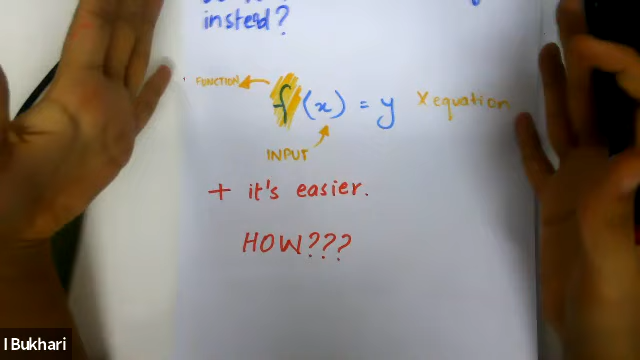 instead?
FUNCTION
f (x) = y X equation
INPUT
+ it's easier.
HOW???
I Bukhari